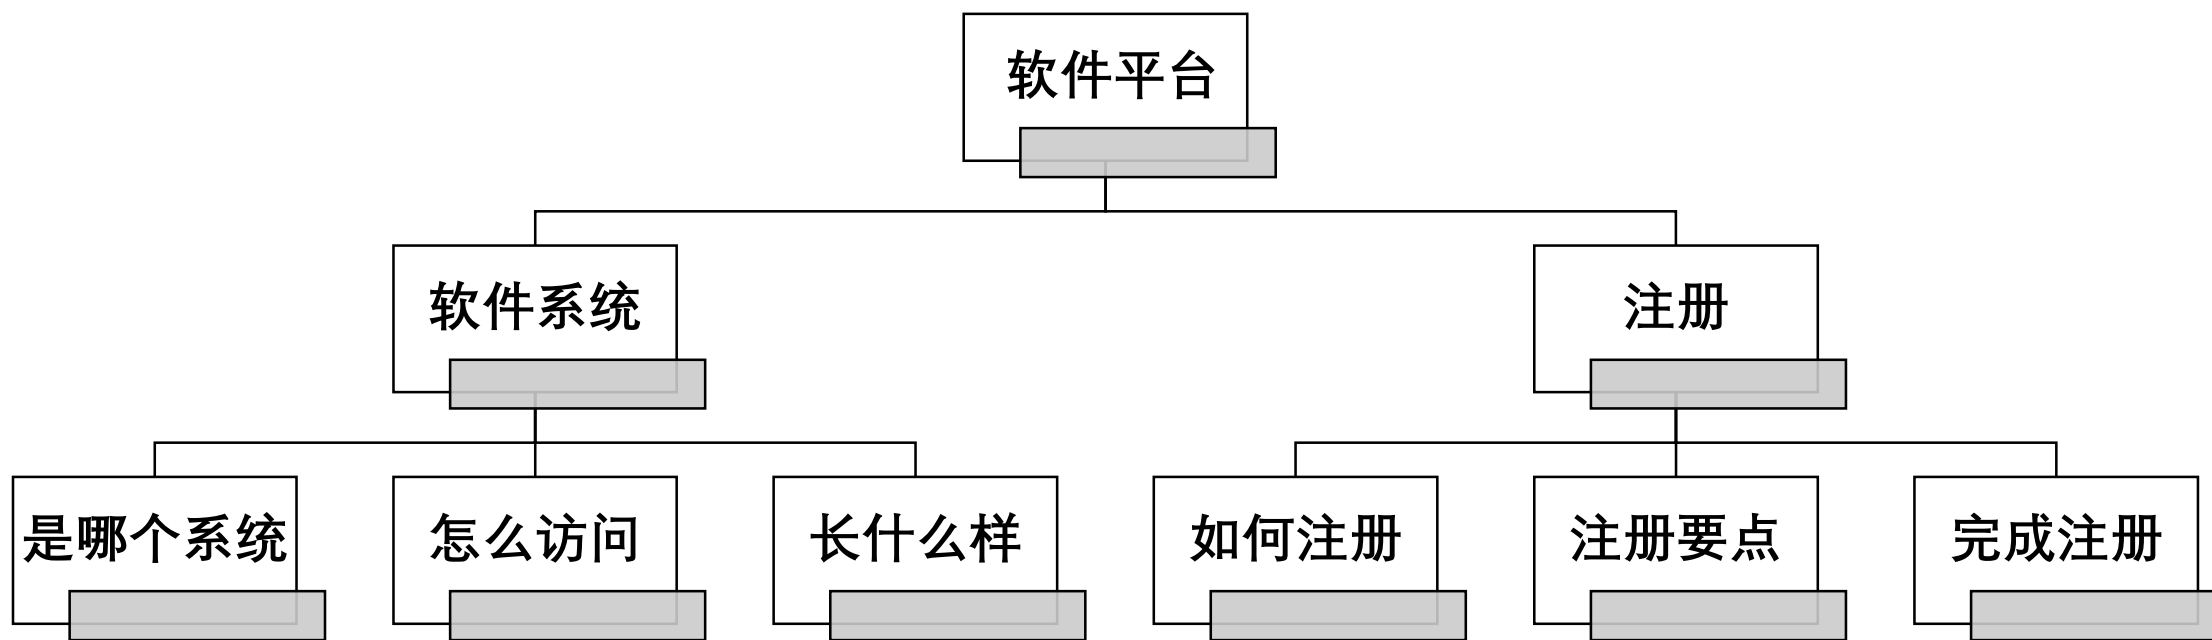 软件平台
软件系统
注册
是哪个系统
怎么访问
长什么样
如何注册
注册要点
完成注册